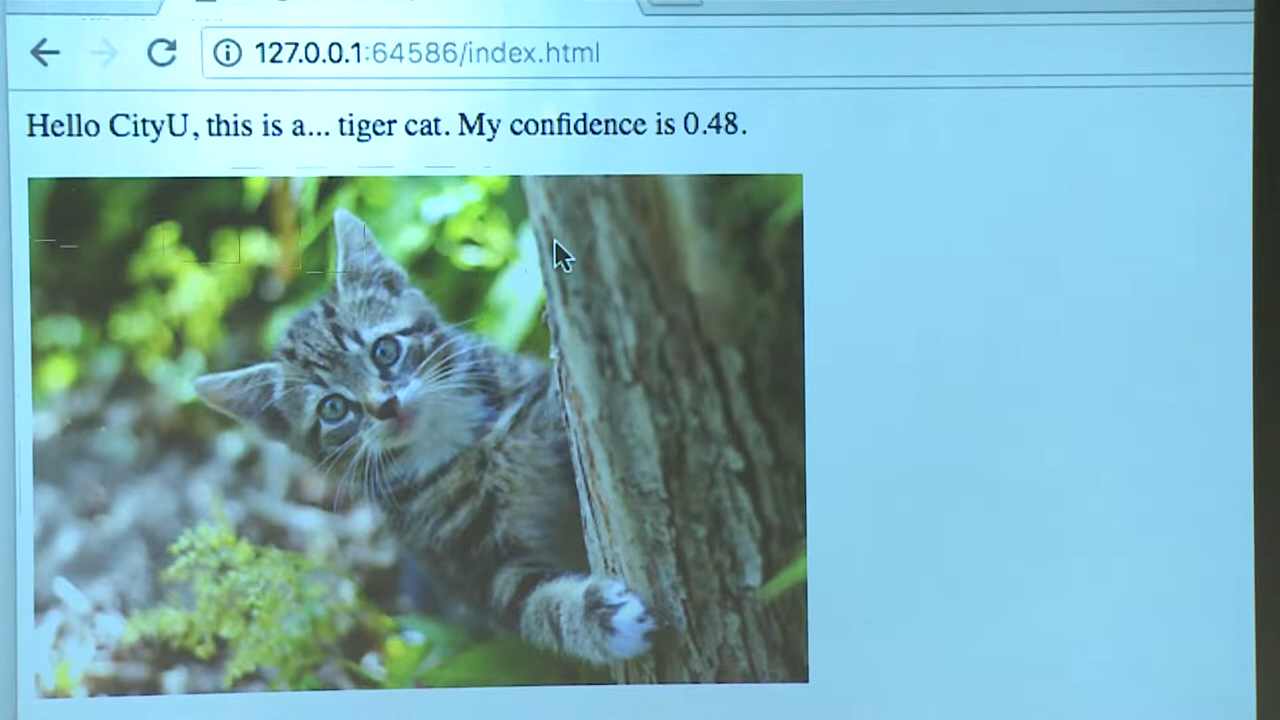 127.0.0.1:64586/index.html
Hello CityU, this is a... tiger cat. My confidence is 0.48.